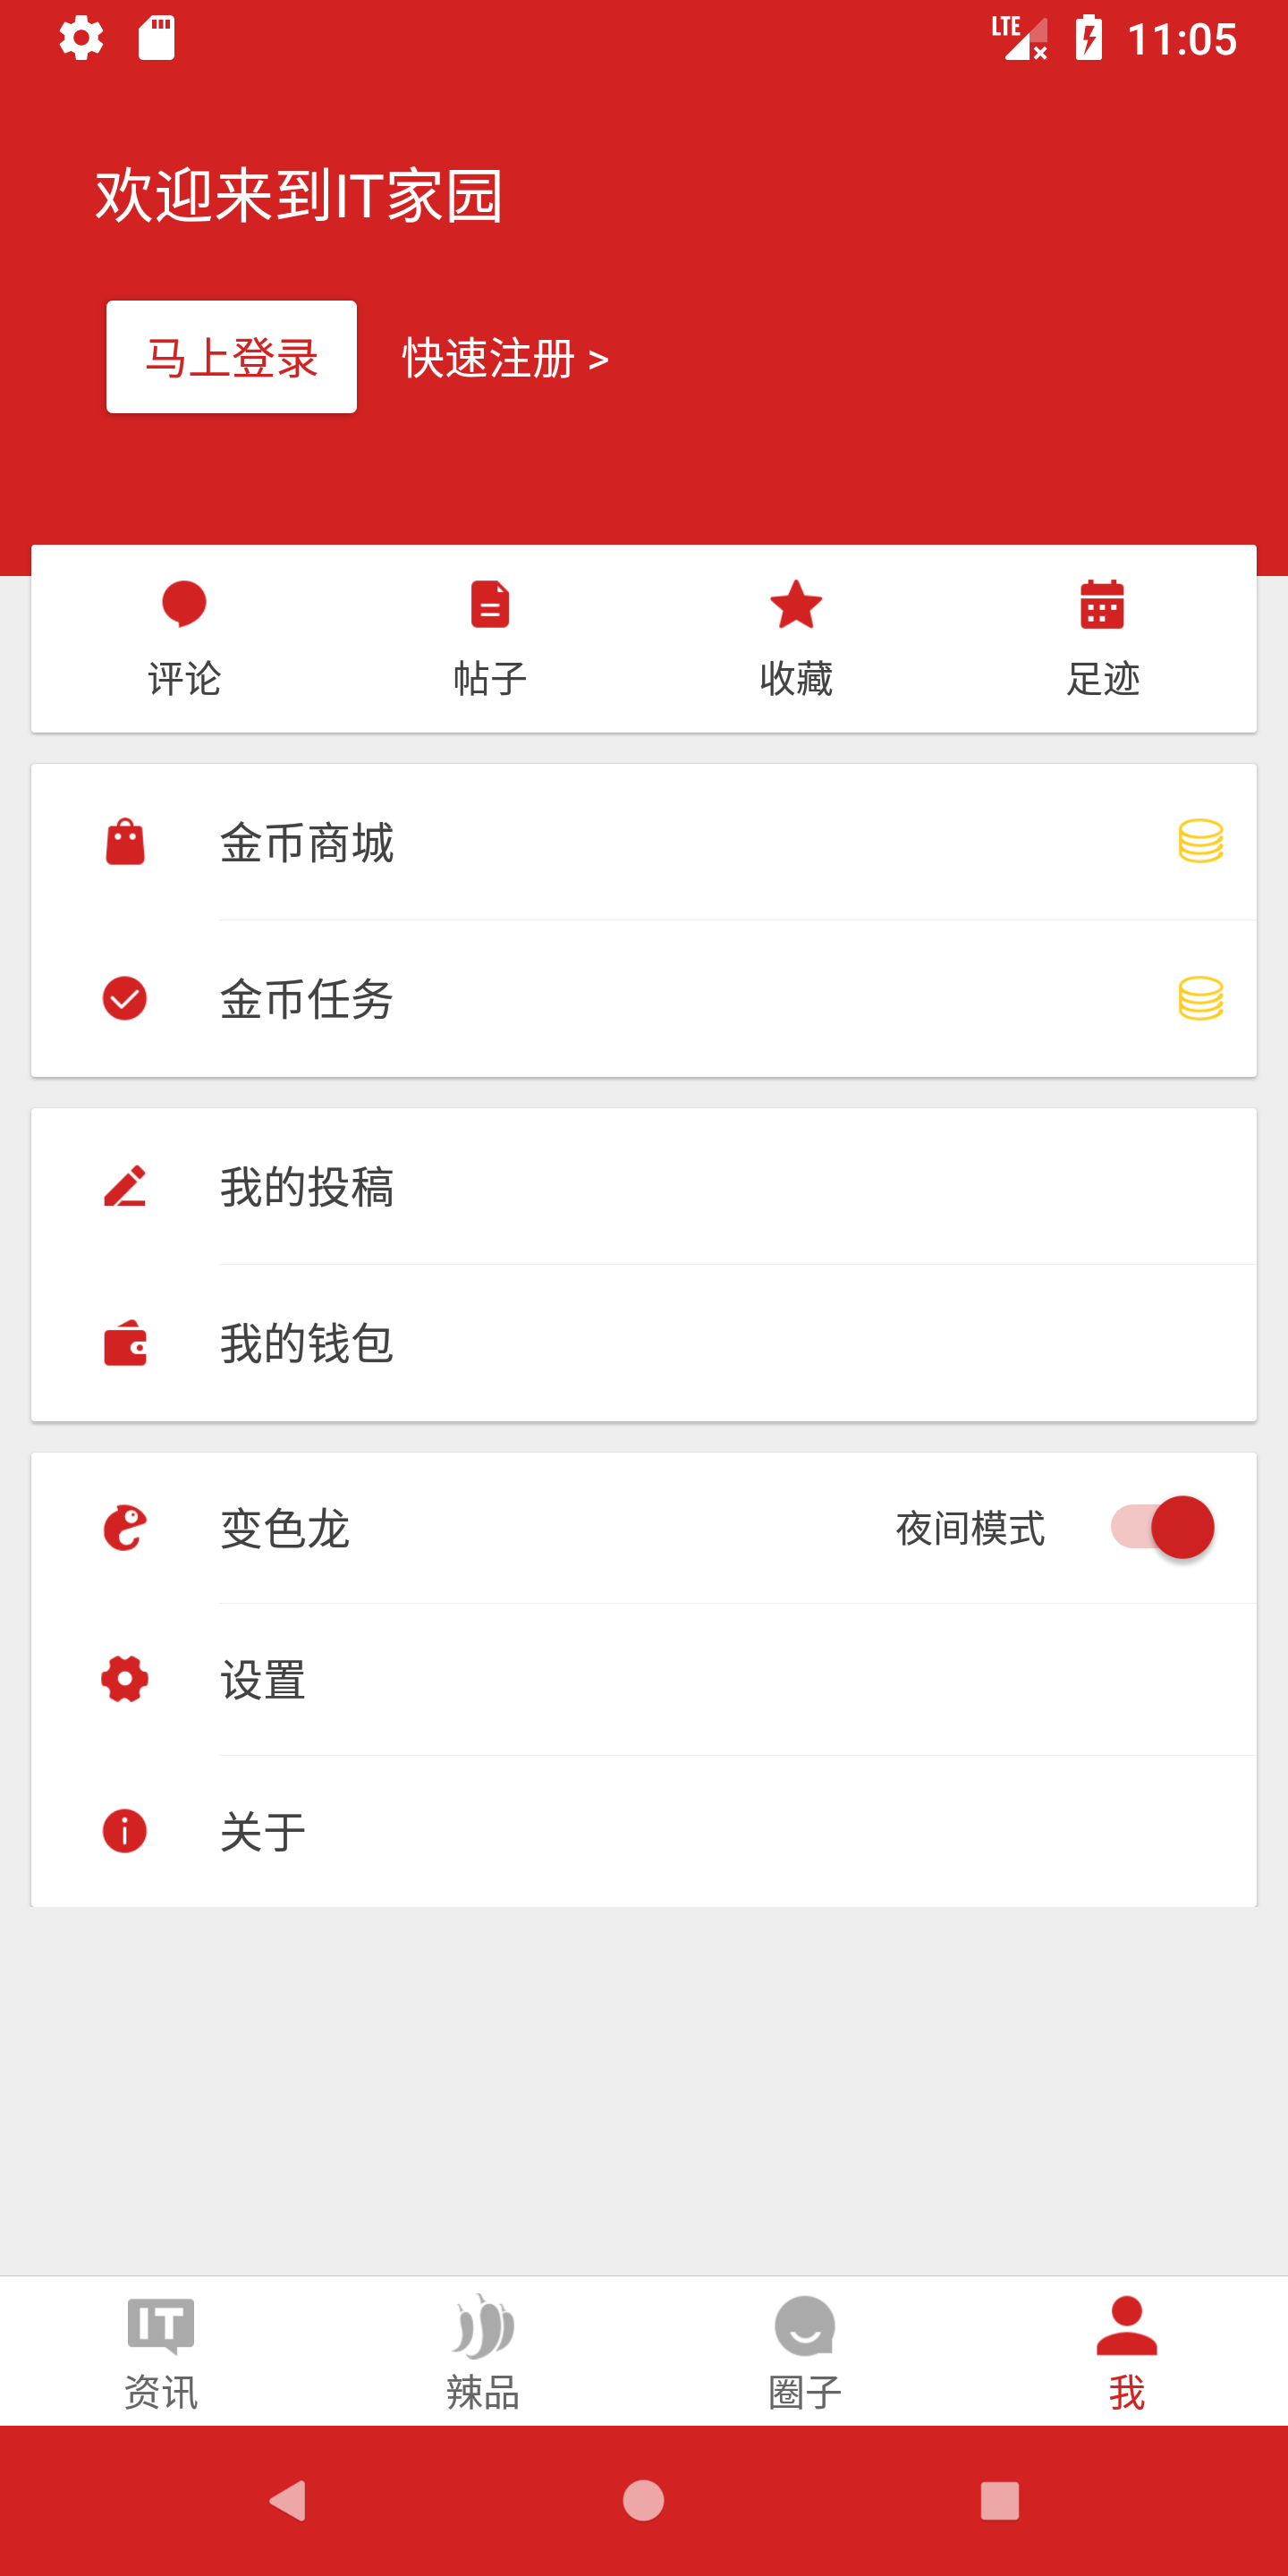 LTE 11:05
欢迎来到IT家园
马上登录 快速注册 >
评论 帖子 收藏 足迹
金币商城
金币任务
我的投稿
我的钱包
变色龙 夜间模式
设置
关于
IT
资讯 辣品 圈子 我